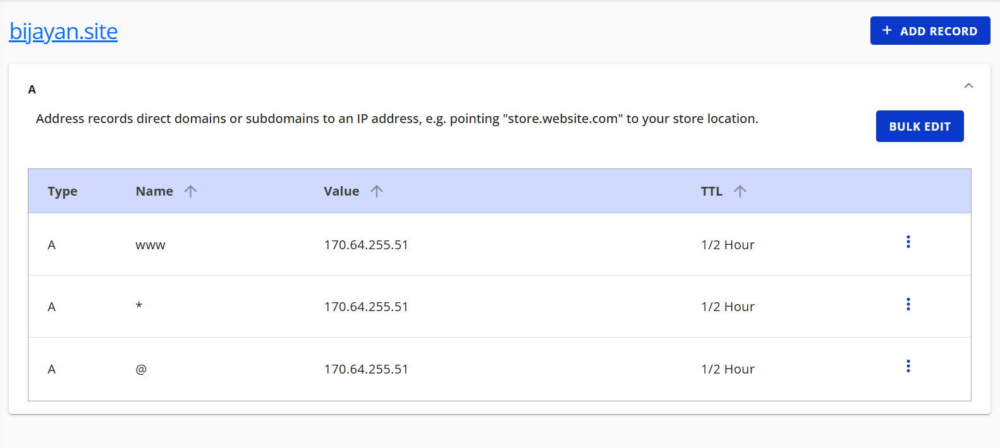 bijayan.site
+ ADD RECORD
A
Address records direct domains or subdomains to an IP address, e.g. pointing "store.website.com" to your store location.
BULK EDIT
Type Name Value TTL
A www 170.64.255.51 1/2 Hour
A * 170.64.255.51 1/2 Hour
A @ 170.64.255.51 1/2 Hour